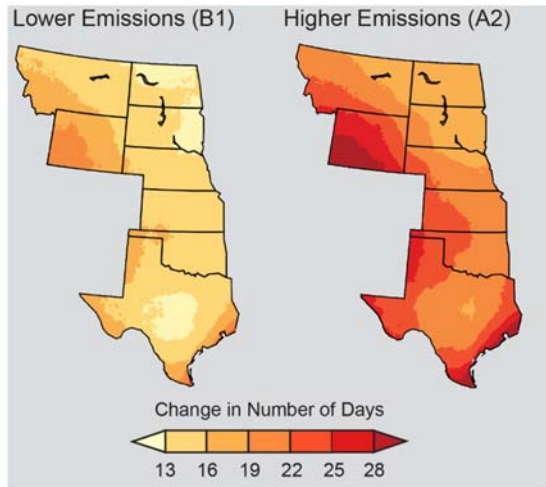 Lower Emissions (B1)
Higher Emissions (A2)
Change in Number of Days
13 16 19 22 25 28